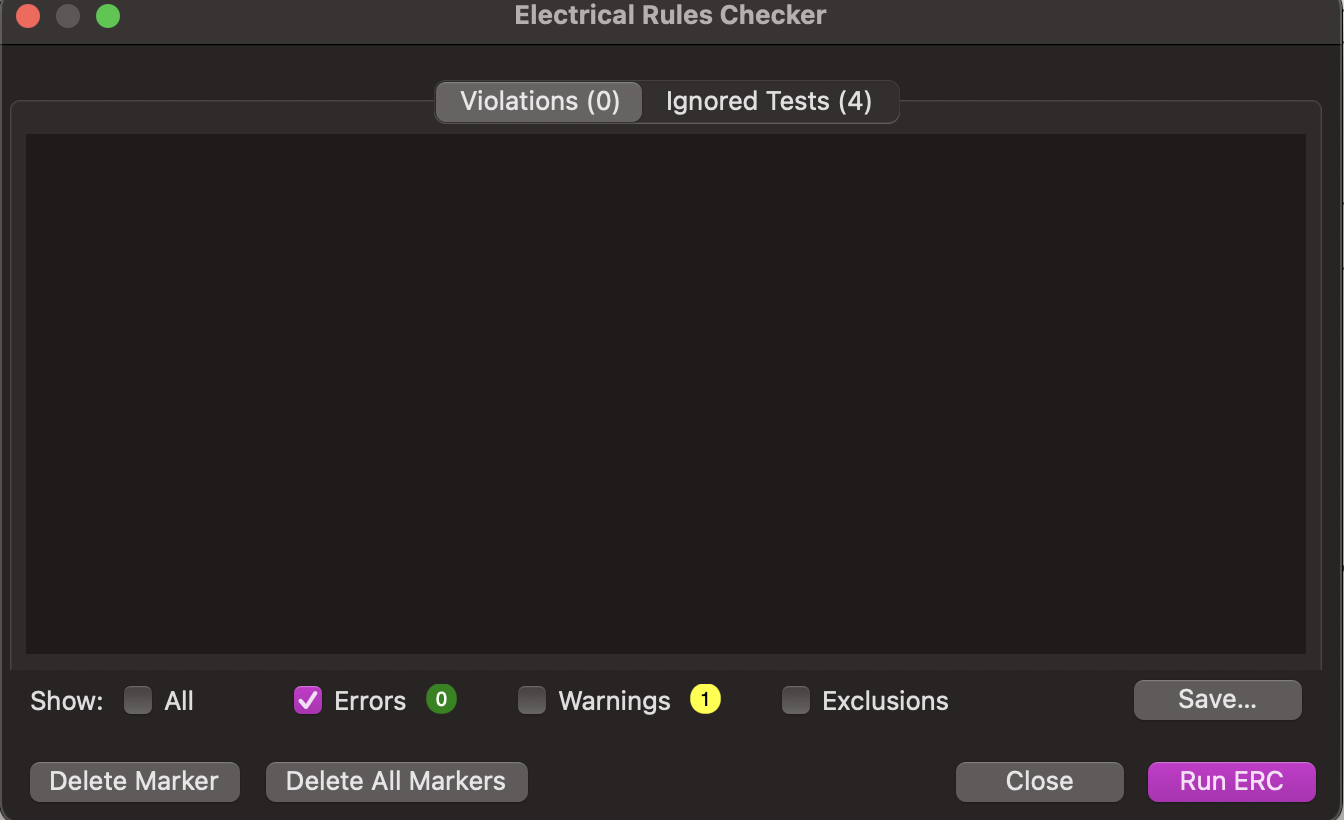 Electrical Rules Checker
Violations (0) Ignored Tests (4)
Show: All Errors 0 Warnings 1 Exclusions Save...
Delete Marker Delete All Markers Close Run ERC